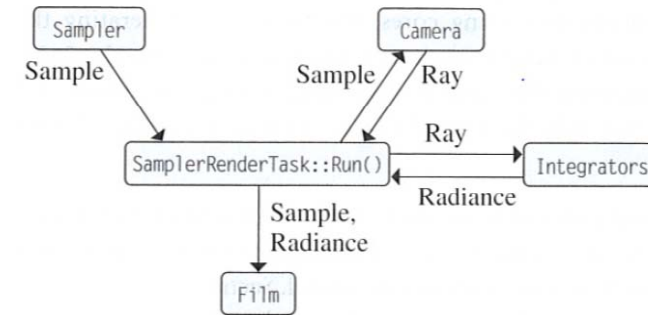 Sampler
Camera
Sample
Sample
Ray
Ray
SamplerRenderTask::Run()
Integrators
Radiance
Sample,
Radiance
Film